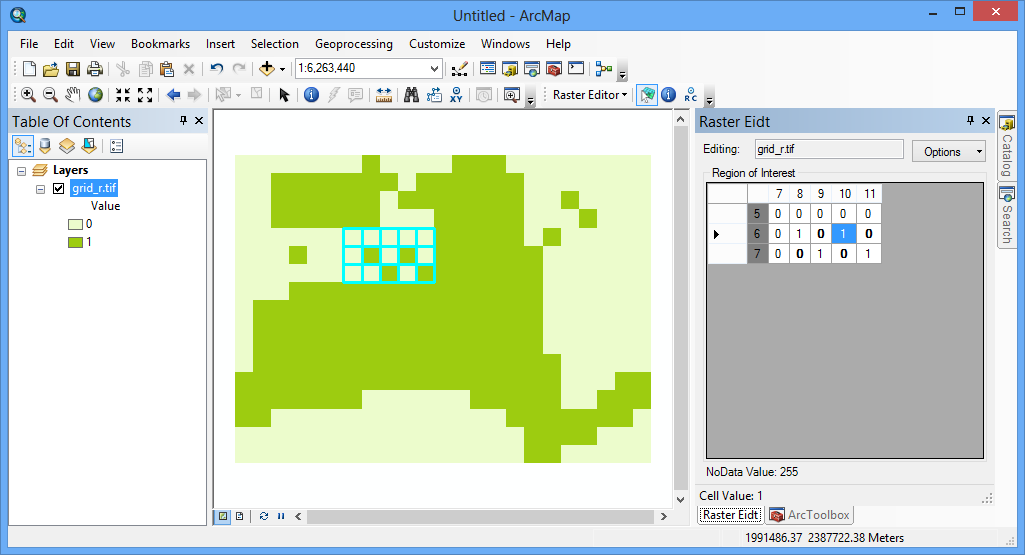 Untitled - ArcMap
File Edit View Bookmarks Insert Selection Geoprocessing Customize Windows Help
1:6,263,440
XY Raster Editor R C
Table Of Contents
Layers
grid_r.tif
Value
0
1
Raster Eidt
Editing: grid_r.tif Options
Region of Interest
7 8 9 10 11
5 0 0 0 0 0
6 0 1 0 1 0
7 0 0 1 0 1
NoData Value: 255
Cell Value: 1
Raster Eidt ArcToolbox
Catalog
Search
1991486.37 2387722.38 Meters